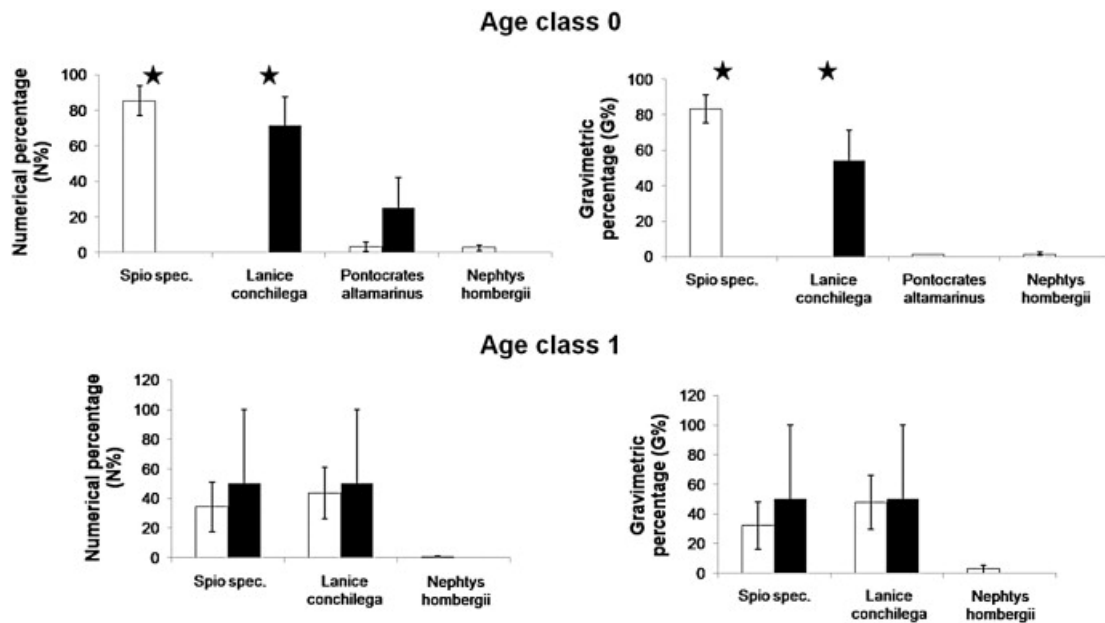 Age class 0
Numerical percentage
(N%)
100
80
60
40
20
0
Spio spec.
Lanice
conchilega
Pontocrates
altamarinus
Nephtys
hombergii
Gravimetric
percentage (G%)
100
80
60
40
20
0
Spio spec.
Lanice
conchilega
Pontocrates
altamarinus
Nephtys
hombergii
Age class 1
Numerical percentage
(N%)
120
100
80
60
40
20
0
Spio spec.
Lanice
conchilega
Nephtys
hombergii
Gravimetric
percentage (G%)
120
100
80
60
40
20
0
Spio spec.
Lanice
conchilega
Nephtys
hombergii